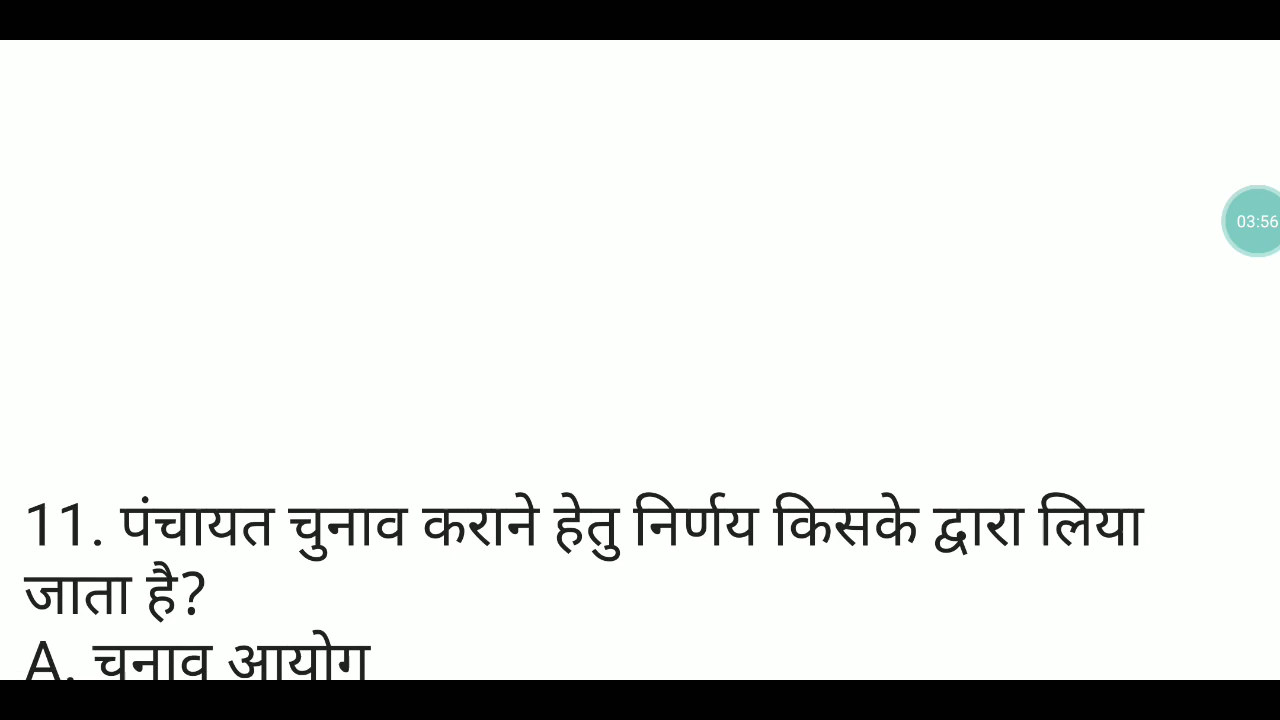 03:56
11. पंचायत चुनाव कराने हेतु निर्णय किसके द्वारा लिया
जाता है?
A. चुनाव आयोग